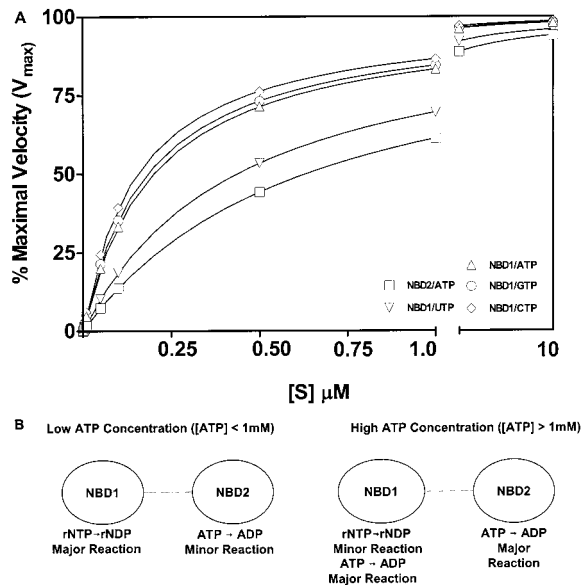 A
% Maximal Velocity (Vmax)
100
75
50
25
0
0.25
0.50
0.75
1.0
10
[S] μM
NBD2/ATP
NBD1/UTP
NBD1/ATP
NBD1/GTP
NBD1/CTP
B
Low ATP Concentration ([ATP] < 1mM)
High ATP Concentration ([ATP] > 1mM)
NBD1
NBD2
NBD1
NBD2
rNTP→rNDP
Major Reaction
ATP → ADP
Minor Reaction
rNTP→rNDP
Minor Reaction
ATP → ADP
Major Reaction
ATP → ADP
Major
Reaction